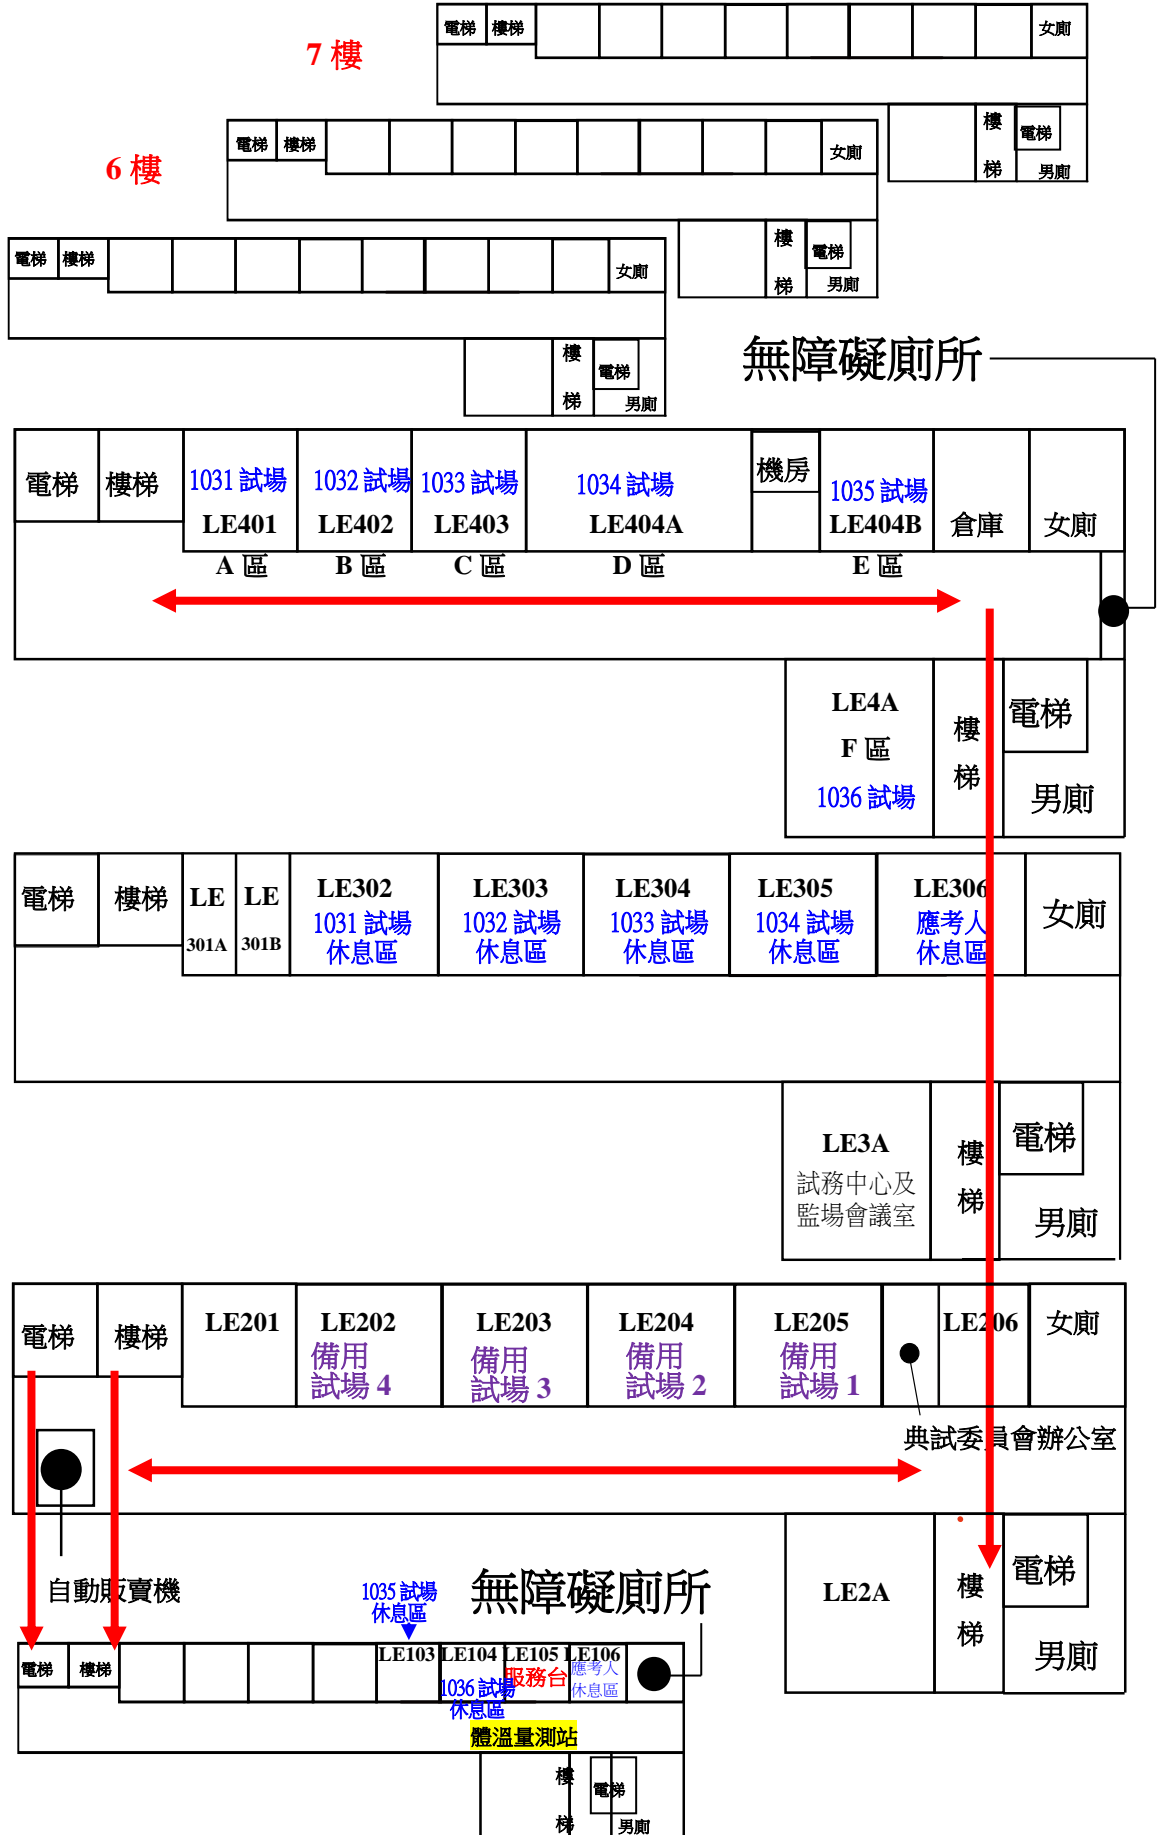 7 樓
電梯 樓梯 女廁
樓梯 電梯
男廁
6 樓
電梯 樓梯 女廁
樓梯 電梯
男廁
電梯 樓梯 女廁
樓梯 電梯
男廁
無障礙廁所
電梯 樓梯 1031 試場 1032 試場 1033 試場 1034 試場 機房 1035 試場
LE401 LE402 LE403 LE404A LE404B 倉庫 女廁
A 區 B 區 C 區 D 區 E 區
LE4A
F 區
1036 試場
樓梯 電梯
男廁
電梯 樓梯 LE LE LE302 LE303 LE304 LE305 LE306 女廁
301A 301B 1031 試場 1032 試場 1033 試場 1034 試場 應考人
休息區 休息區 休息區 休息區 休息區
LE3A
試務中心及
監場會議室
樓梯 電梯
男廁
電梯 樓梯 LE201 LE202 LE203 LE204 LE205 LE206 女廁
備用 備用 備用 備用
試場 4 試場 3 試場 2 試場 1
典試委員會辦公室
自動販賣機
LE2A
樓梯 電梯
男廁
無障礙廁所
1035 試場
休息區
電梯 樓梯 LE103 LE104 LE105 LE106
1036 試場
休息區
服務台
應考人
休息區
體溫量測站
樓梯 電梯
男廁